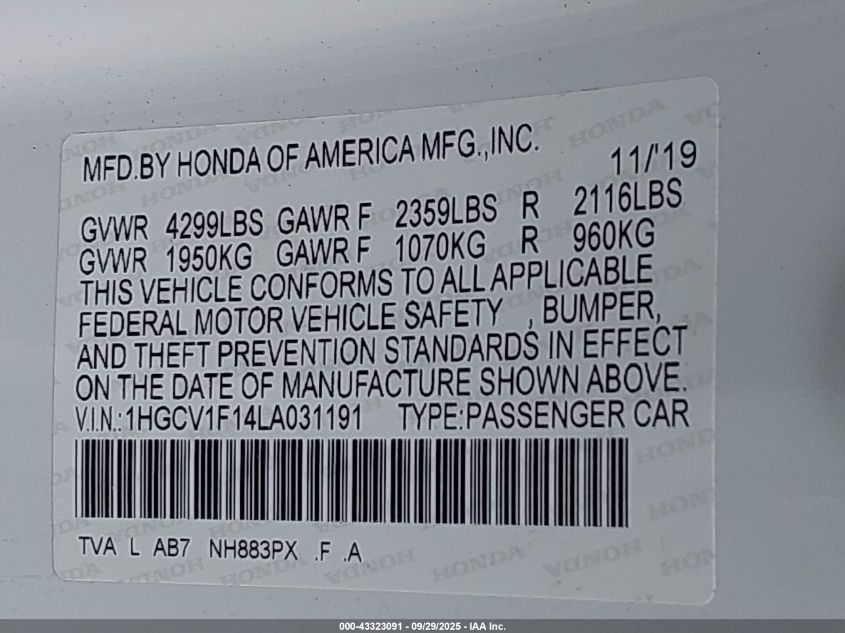 MFD.BY HONDA OF AMERICA MFG.,INC. 11/'19
GVWR 4299LBS GAWR F 2359LBS R 2116LBS
GVWR 1950KG GAWR F 1070KG R 960KG
THIS VEHICLE CONFORMS TO ALL APPLICABLE
FEDERAL MOTOR VEHICLE SAFETY , BUMPER,
AND THEFT PREVENTION STANDARDS IN EFFECT
ON THE DATE OF MANUFACTURE SHOWN ABOVE.
V.I.N.:1HGCV1F14LA031191 TYPE:PASSENGER CAR
TVA L AB7 NH883PX .F .A
000-43323091 - 09/29/2025 - IAA Inc.